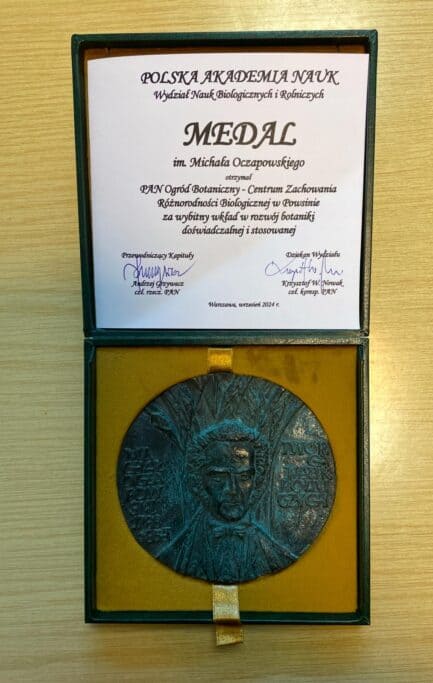 POLSKA AKADEMIA NAUK
Wydział Nauk Biologicznych i Rolniczych
MEDAL
im. Michała Oczapowskiego
otrzymał
PAN Ogród Botaniczny - Centrum Zachowania
Różnorodności Biologicznej w Powsinie
za wybitny wkład w rozwój botaniki
doświadczalnej i stosowanej
Przewodniczący Kapituły
Andrzej Grzywacz
czł. rzecz. PAN
Dziekan Wydziału
Krzysztof W. Nowak
czł. koresp. PAN
Warszawa, wrzesień 2024 r.